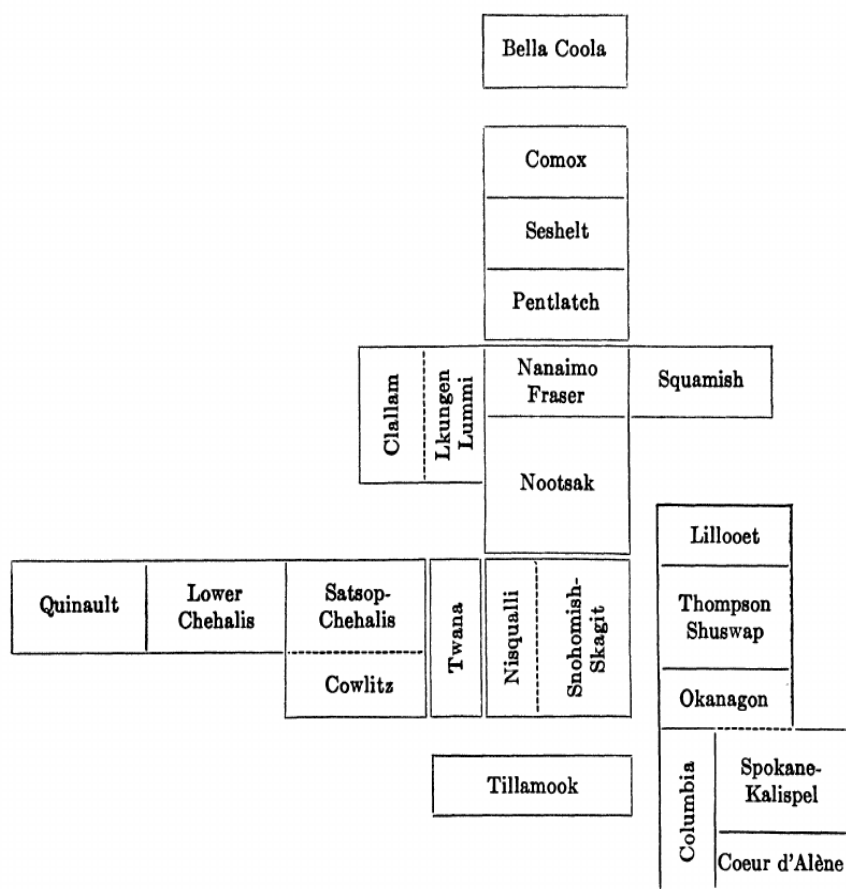 Bella Coola
Comox
Seshelt
Pentlatch
Clallam
Lkungen
Lummi
Nanaimo
Fraser
Squamish
Nootsak
Lillooet
Quinault
Lower
Chehalis
Satsop-
Chehalis
Cowlitz
Twana
Nisqualli
Snohomish-
Skagit
Thompson
Shuswap
Okanagon
Tillamook
Columbia
Spokane-
Kalispel
Coeur d'Alène